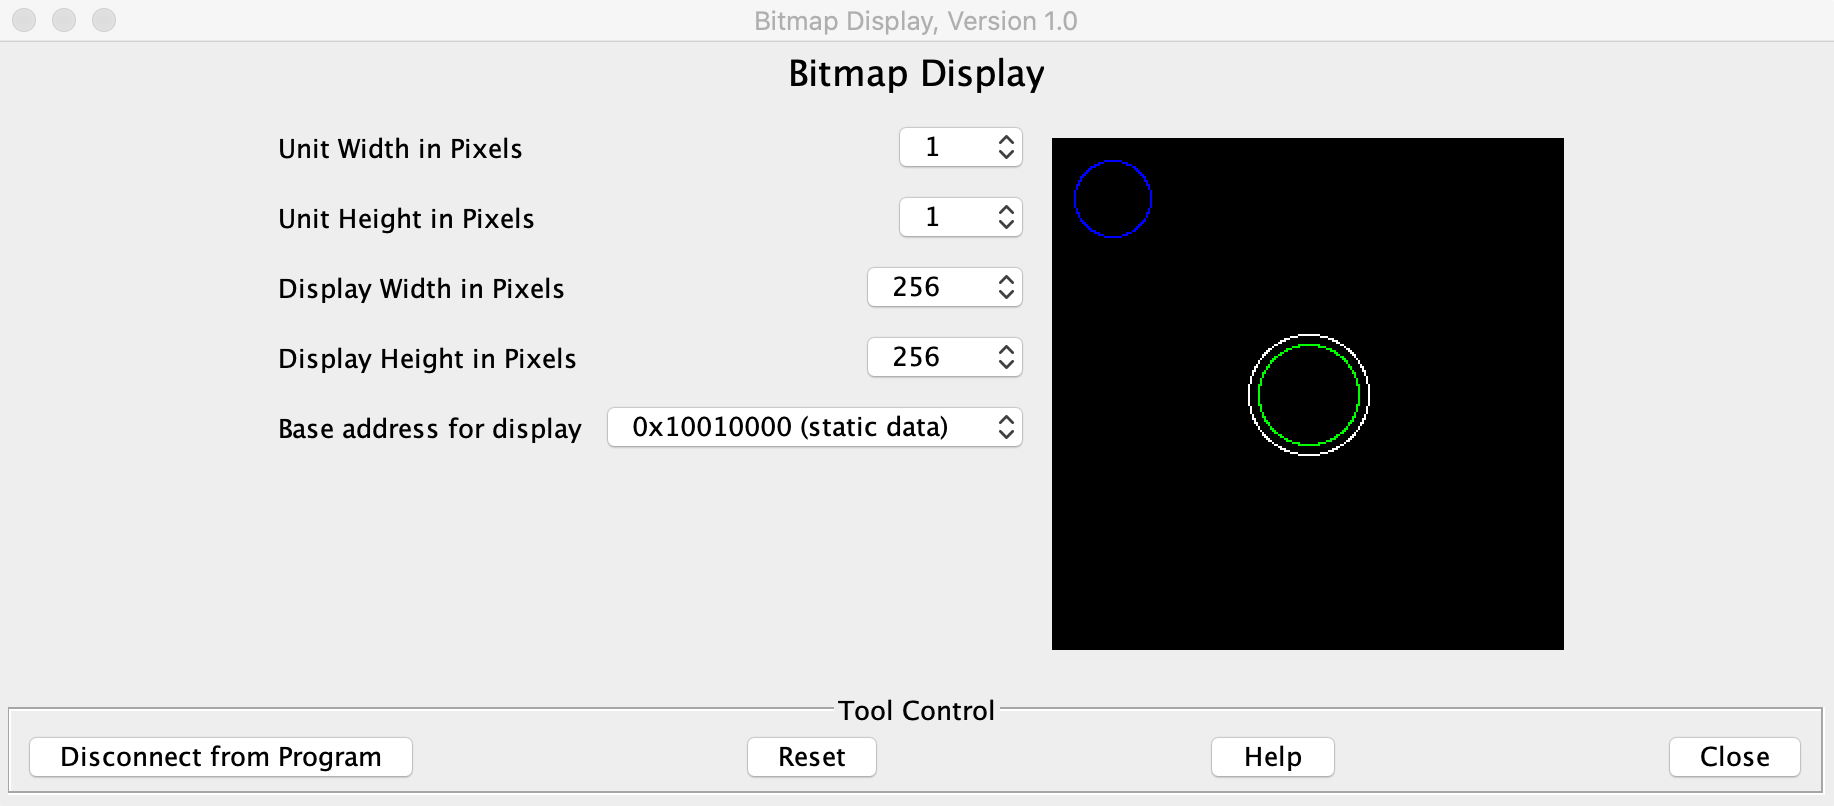 Bitmap Display, Version 1.0
Bitmap Display
Unit Width in Pixels 1
Unit Height in Pixels 1
Display Width in Pixels 256
Display Height in Pixels 256
Base address for display 0x10010000 (static data)
Tool Control
Disconnect from Program Reset Help Close